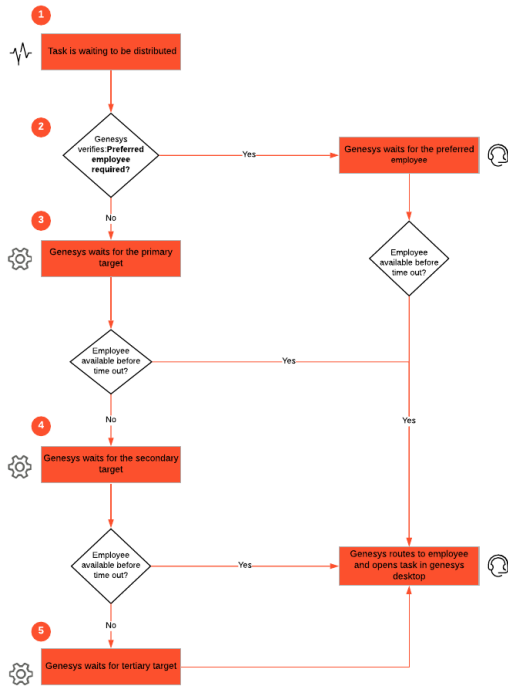 1
Task is waiting to be distributed
2
Genesys
verifies:Preferred
employee
required?
Yes
Genesys waits for the preferred
employee
No
3
Genesys waits for the primary
target
Employee
available before
time out?
Employee
available before
time out?
Yes
No
Yes
4
Genesys waits for the secondary
target
Employee
available before
time out?
Yes
Genesys routes to employee
and opens task in genesys
desktop
No
5
Genesys waits for tertiary target